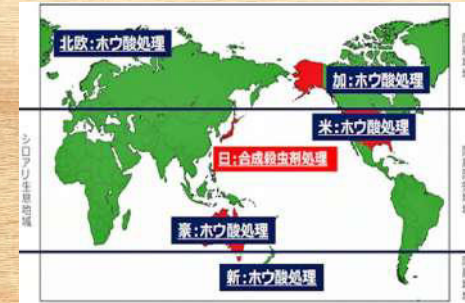 北欧:ホウ酸処理
加:ホウ酸処理
米:ホウ酸処理
日:合成殺虫剤処理
豪:ホウ酸処理
新:ホウ酸処理
シロアリ生息地域